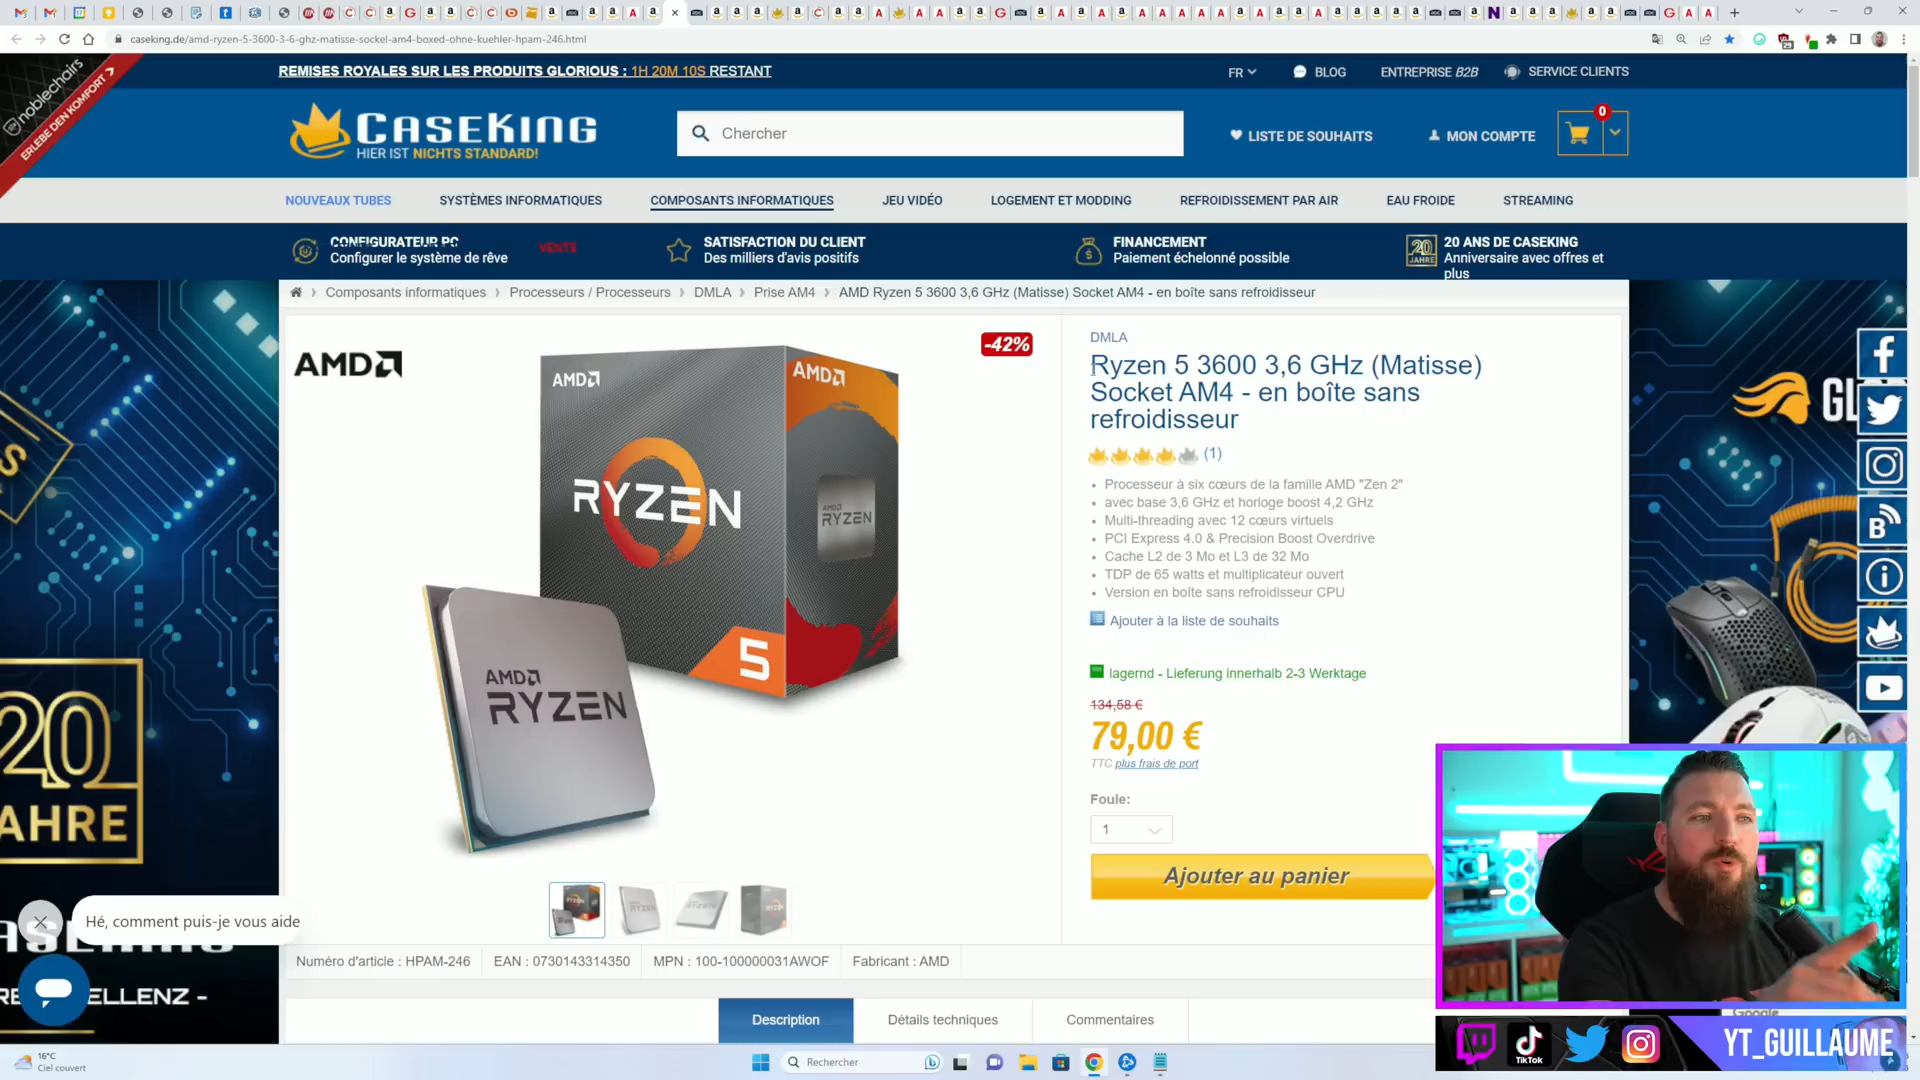 caseking.de/amd-ryzen-5-3600-3-6-ghz-matisse-sockel-am4-boxed-ohne-kuehler-hpam-246.html
noblechairs
ERLEBE DEN KOMFORT
REMISES ROYALES SUR LES PRODUITS GLORIOUS : 1H 20M 10S RESTANT
FR
BLOG
ENTREPRISE B2B
SERVICE CLIENTS
CASEKING
HIER IST NICHTS STANDARD!
Chercher
LISTE DE SOUHAITS
MON COMPTE
0
NOUVEAUX TUBES
SYSTÈMES INFORMATIQUES
COMPOSANTS INFORMATIQUES
JEU VIDÉO
LOGEMENT ET MODDING
REFROIDISSEMENT PAR AIR
EAU FROIDE
STREAMING
CONFIGURATEUR PC
Configurer le système de rêve
VENTE
SATISFACTION DU CLIENT
Des milliers d'avis positifs
FINANCEMENT
Paiement échelonné possible
20 JAHRE
20 ANS DE CASEKING
Anniversaire avec offres et
plus
Composants informatiques
Processeurs / Processeurs
DMLA
Prise AM4
AMD Ryzen 5 3600 3,6 GHz (Matisse) Socket AM4 - en boîte sans refroidisseur
AMD
-42%
AMD
AMD
RYZEN
RYZEN
5
AMD
RYZEN
DMLA
Ryzen 5 3600 3,6 GHz (Matisse)
Socket AM4 - en boîte sans
refroidisseur
(1)
Processeur à six cœurs de la famille AMD "Zen 2"
avec base 3,6 GHz et horloge boost 4,2 GHz
Multi-threading avec 12 cœurs virtuels
PCI Express 4.0 & Precision Boost Overdrive
Cache L2 de 3 Mo et L3 de 32 Mo
TDP de 65 watts et multiplicateur ouvert
Version en boîte sans refroidisseur CPU
Ajouter à la liste de souhaits
lagernd - Lieferung innerhalb 2-3 Werktage
134,58 €
79,00 €
TTC plus frais de port
Foule:
1
Ajouter au panier
GL
20
AHRE
Hé, comment puis-je vous aide
ELLENZ -
Numéro d'article : HPAM-246
EAN : 0730143314350
MPN : 100-100000031AWOF
Fabricant : AMD
Description
Détails techniques
Commentaires
Google
TikTok
YT_GUILLAUME
16°C
Ciel couvert
Rechercher